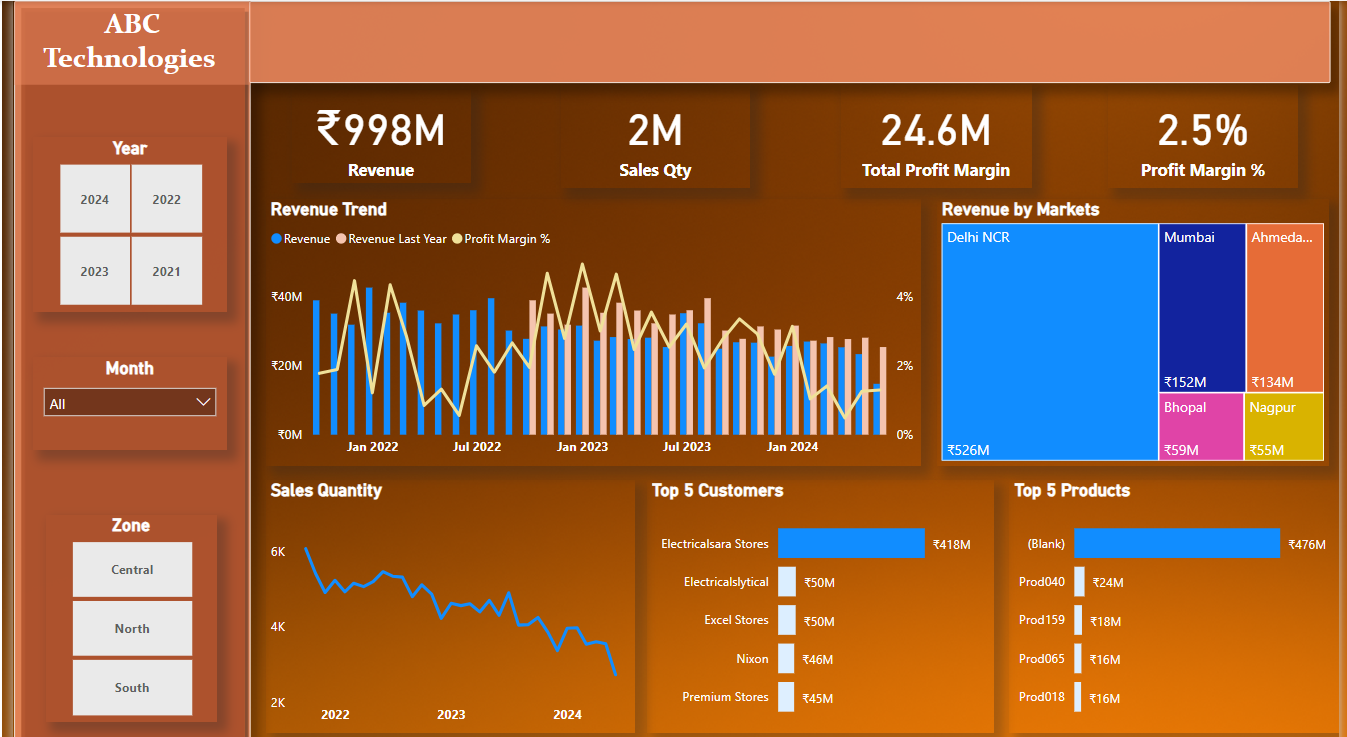 ABC
Technologies
Year
2024
2022
2023
2021
Month
All
Zone
Central
North
South
₹998M
Revenue
2M
Sales Qty
24.6M
Total Profit Margin
2.5%
Profit Margin %
Revenue Trend
Revenue
Revenue Last Year
Profit Margin %
₹40M
₹20M
₹0M
4%
2%
0%
Jan 2022
Jul 2022
Jan 2023
Jul 2023
Jan 2024
Revenue by Markets
Delhi NCR
₹526M
Mumbai
₹152M
Ahmeda...
₹134M
Bhopal
₹59M
Nagpur
₹55M
Sales Quantity
6K
4K
2K
2022
2023
2024
Top 5 Customers
Electricalsara Stores ₹418M
Electricalslytical ₹50M
Excel Stores ₹50M
Nixon ₹46M
Premium Stores ₹45M
Top 5 Products
(Blank) ₹476M
Prod040 ₹24M
Prod159 ₹18M
Prod065 ₹16M
Prod018 ₹16M